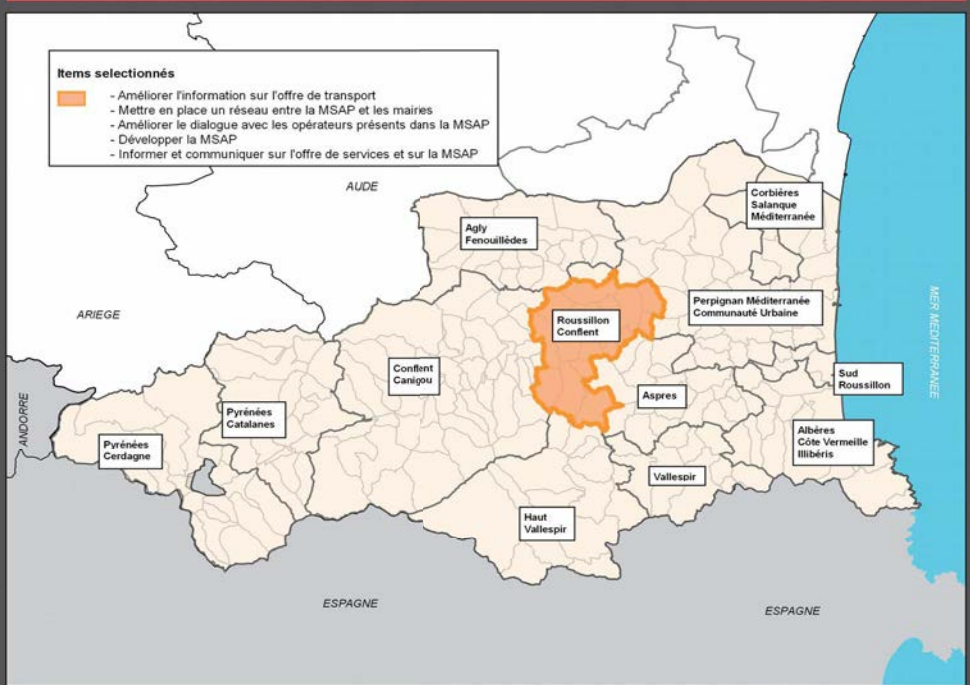 Items selectionnés
- Améliorer l'information sur l'offre de transport
- Mettre en place un réseau entre la MSAP et les mairies
- Améliorer le dialogue avec les opérateurs présents dans la MSAP
- Développer la MSAP
- Informer et communiquer sur l'offre de services et sur la MSAP
AUDE
Corbières
Salanque
Méditerranée
Agly
Fenouillèdes
ARIEGE
Roussillon
Conflent
Perpignan Méditerranée
Communauté Urbaine
MER MEDITERRANEE
Conflent
Canigou
Sud
Roussillon
ANDORRE
Pyrénées
Catalanes
Aspres
Pyrénées
Cerdagne
Albères
Côte Vermeille
Illibéris
Vallespir
Haut
Vallespir
ESPAGNE
ESPAGNE